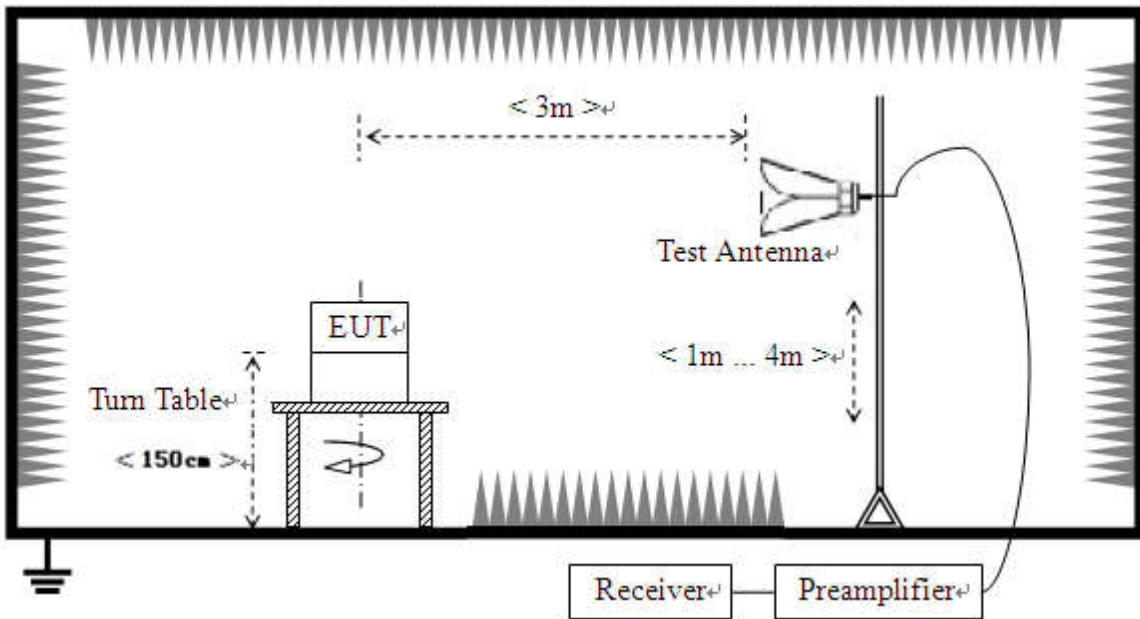 < 3m >↵
Test Antenna↵
EUT↵
< 1m ... 4m >↵
Turn Table↵
< 150cm >↵
Receiver↵
Preamplifier↵